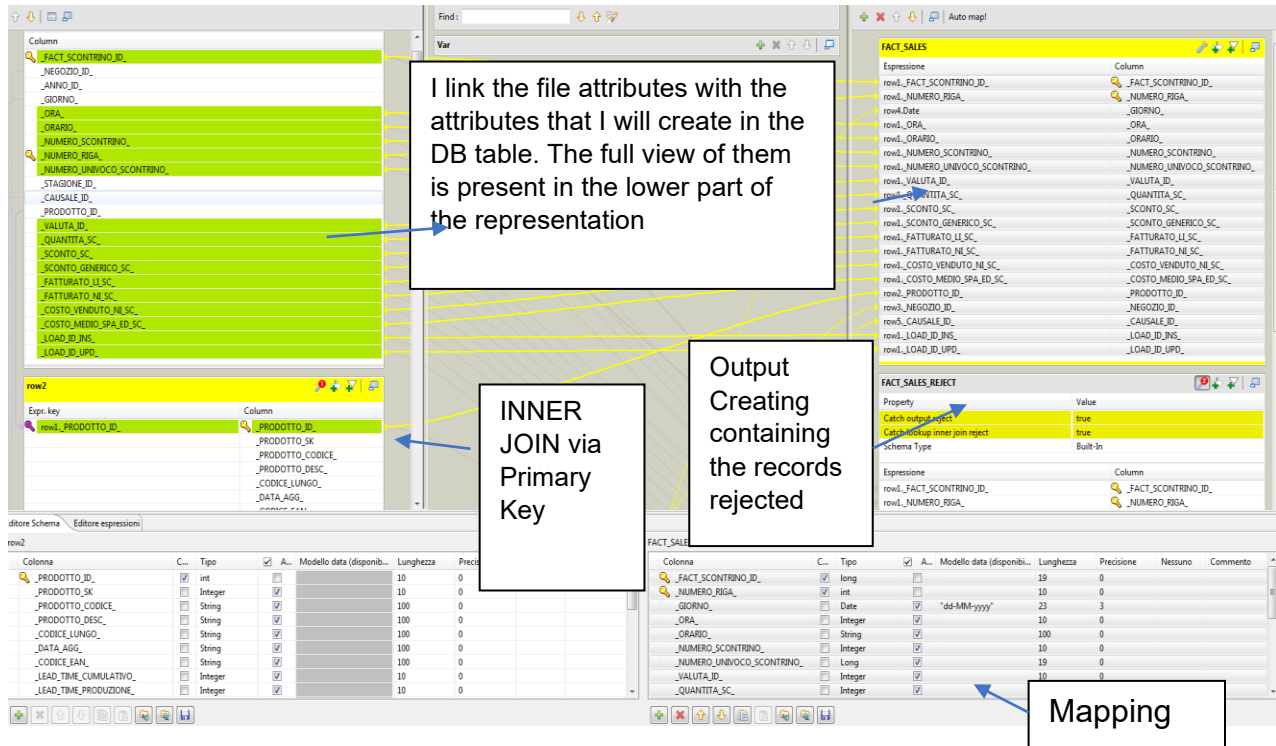 Find :
Auto map!
Column
_FACT_SCONTRINO_ID_
_NEGOZIO_ID_
_ANNO_ID_
_GIORNO_
_ORA_
_ORARIO_
_NUMERO_SCONTRINO_
_NUMERO_RIGA_
_NUMERO_UNIVOCO_SCONTRINO_
_STAGIONE_ID_
_CAUSALE_ID_
_PRODOTTO_ID_
_VALUTA_ID_
_QUANTITA_SC_
_SCONTO_SC_
_SCONTO_GENERICO_SC_
_FATTURATO_LI_SC_
_FATTURATO_NI_SC_
_COSTO_VENDUTO_NI_SC_
_COSTO_MEDIO_SPA_ED_SC_
_LOAD_ID_INS_
_LOAD_ID_UPD_
row2
Expr. key Column
row1._PRODOTTO_ID_ _PRODOTTO_ID_
_PRODOTTO_SK
_PRODOTTO_CODICE_
_PRODOTTO_DESC_
_CODICE_LUNGO_
_DATA_AGG_
Var
I link the file attributes with the
attributes that I will create in the
DB table. The full view of them
is present in the lower part of
the representation
INNER
JOIN via
Primary
Key
Output
Creating
containing
the records
rejected
FACT_SALES
Espressione Column
row1._FACT_SCONTRINO_ID_ _FACT_SCONTRINO_ID_
row1._NUMERO_RIGA_ _NUMERO_RIGA_
row4.Date _GIORNO_
row1._ORA_ _ORA_
row1._ORARIO_ _ORARIO_
row1._NUMERO_SCONTRINO_ _NUMERO_SCONTRINO_
row1._NUMERO_UNIVOCO_SCONTRINO_ _NUMERO_UNIVOCO_SCONTRINO_
row1._VALUTA_ID_ _VALUTA_ID_
row1._QUANTITA_SC_ _QUANTITA_SC_
row1._SCONTO_SC_ _SCONTO_SC_
row1._SCONTO_GENERICO_SC_ _SCONTO_GENERICO_SC_
row1._FATTURATO_LI_SC_ _FATTURATO_LI_SC_
row1._FATTURATO_NI_SC_ _FATTURATO_NI_SC_
row1._COSTO_VENDUTO_NI_SC_ _COSTO_VENDUTO_NI_SC_
row1._COSTO_MEDIO_SPA_ED_SC_ _COSTO_MEDIO_SPA_ED_SC_
row2._PRODOTTO_ID_ _PRODOTTO_ID_
row3._NEGOZIO_ID_ _NEGOZIO_ID_
row5._CAUSALE_ID_ _CAUSALE_ID_
row1._LOAD_ID_INS_ _LOAD_ID_INS_
row1._LOAD_ID_UPD_ _LOAD_ID_UPD_
FACT_SALES_REJECT
Property Value
Catch output reject true
Catch lookup inner join reject true
Schema Type Built-In
Espressione Column
row1._FACT_SCONTRINO_ID_ _FACT_SCONTRINO_ID_
row1._NUMERO_RIGA_ _NUMERO_RIGA_
ditore Schema Editore espressioni
row2
Colonna C... Tipo A... Modello data (disponib... Lunghezza Precis
_PRODOTTO_ID_ int 10 0
_PRODOTTO_SK Integer 10 0
_PRODOTTO_CODICE_ String 100 0
_PRODOTTO_DESC_ String 100 0
_CODICE_LUNGO_ String 100 0
_DATA_AGG_ String 100 0
_CODICE_EAN_ String 100 0
_LEAD_TIME_CUMULATIVO_ Integer 10 0
_LEAD_TIME_PRODUZIONE_ Integer 10 0
FACT_SALE
Colonna C... Tipo A... Modello data (disponibi... Lunghezza Precisione Nessuno Commento
_FACT_SCONTRINO_ID_ long 19 0
_NUMERO_RIGA_ int 10 0
_GIORNO_ Date "dd-MM-yyyy" 23 3
_ORA_ Integer 10 0
_ORARIO_ String 100 0
_NUMERO_SCONTRINO_ Integer 10 0
_NUMERO_UNIVOCO_SCONTRINO_ Long 19 0
_VALUTA_ID_ Integer 10 0
_QUANTITA_SC_ Integer
Mapping